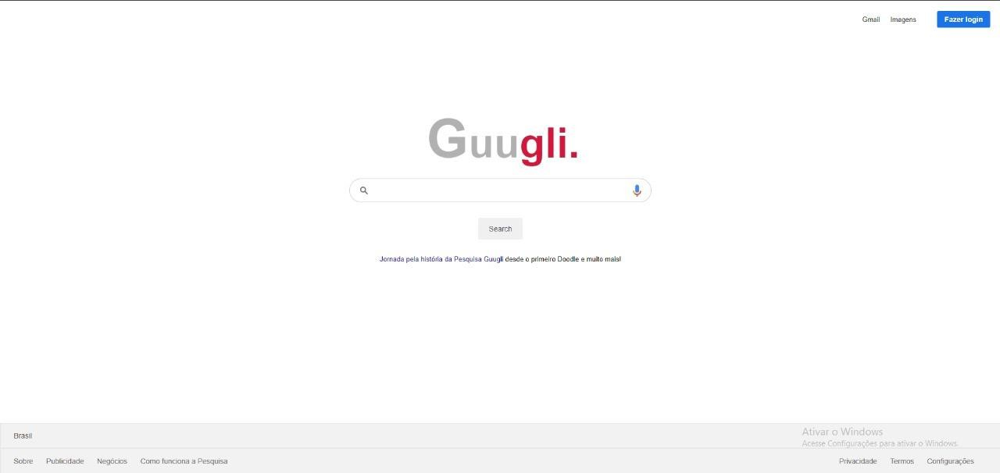 Gmail Imagens Fazer login
Guugli.
Search
Jornada pela história da Pesquisa Guugli desde o primeiro Doodle e muito mais!
Brasil
Ativar o Windows
Acesse Configurações para ativar o Windows.
Sobre Publicidade Negócios Como funciona a Pesquisa Privacidade Termos Configurações